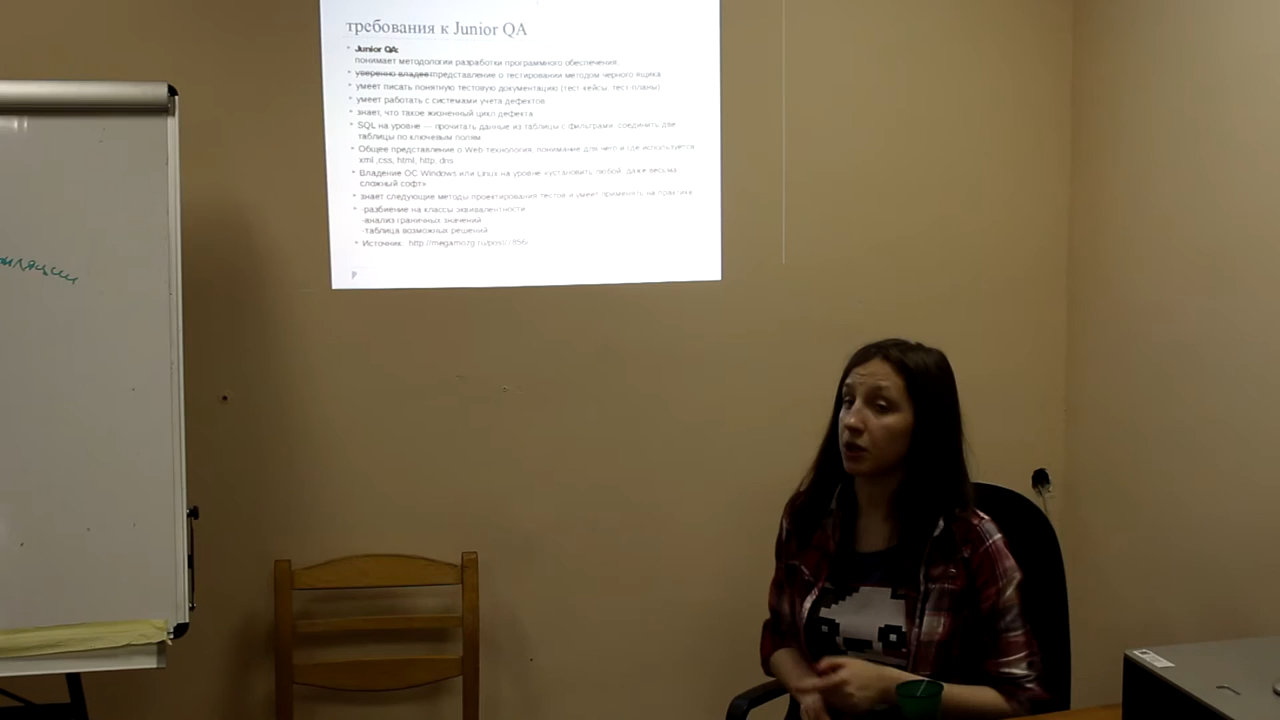 требования к Junior QA
Junior QA:
понимает методологии разработки программного обеспечения.
уверенно владеет представление о тестировании методом черного ящика
умеет писать понятную тестовую документацию (тест-кейсы, тест-планы)
умеет работать с системами учета дефектов
знает, что такое жизненный цикл дефекта
SQL на уровне — прочитать данные из таблицы с фильтрами, соединить две
таблицы по ключевым полям
Общее представление о Web-технология, понимание для чего и где используется
xml ,css, html, http, dns
Владение ОС Windows или Linux на уровне «установить любой, даже весьма
сложный софт»
знает следующие методы проектирования тестов и умеет применять на практике
-разбиение на классы эквивалентности
-анализ граничных значений
-таблица возможных решений
Источник: http://megamozg.ru/post/